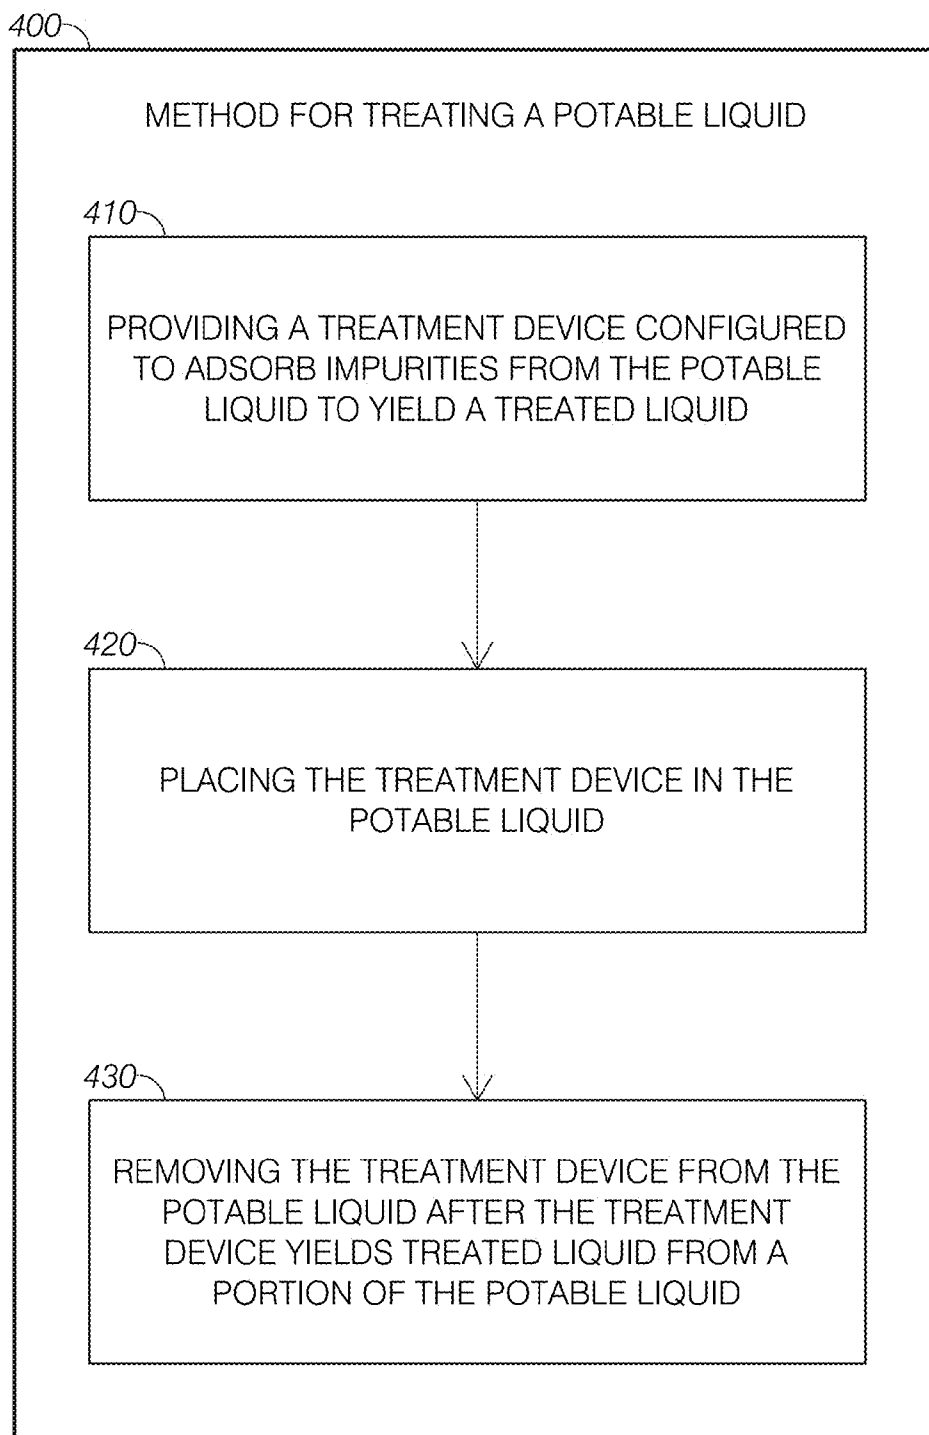 400
METHOD FOR TREATING A POTABLE LIQUID
410
PROVIDING A TREATMENT DEVICE CONFIGURED
TO ADSORB IMPURITIES FROM THE POTABLE
LIQUID TO YIELD A TREATED LIQUID
420
PLACING THE TREATMENT DEVICE IN THE
POTABLE LIQUID
430
REMOVING THE TREATMENT DEVICE FROM THE
POTABLE LIQUID AFTER THE TREATMENT
DEVICE YIELDS TREATED LIQUID FROM A
PORTION OF THE POTABLE LIQUID